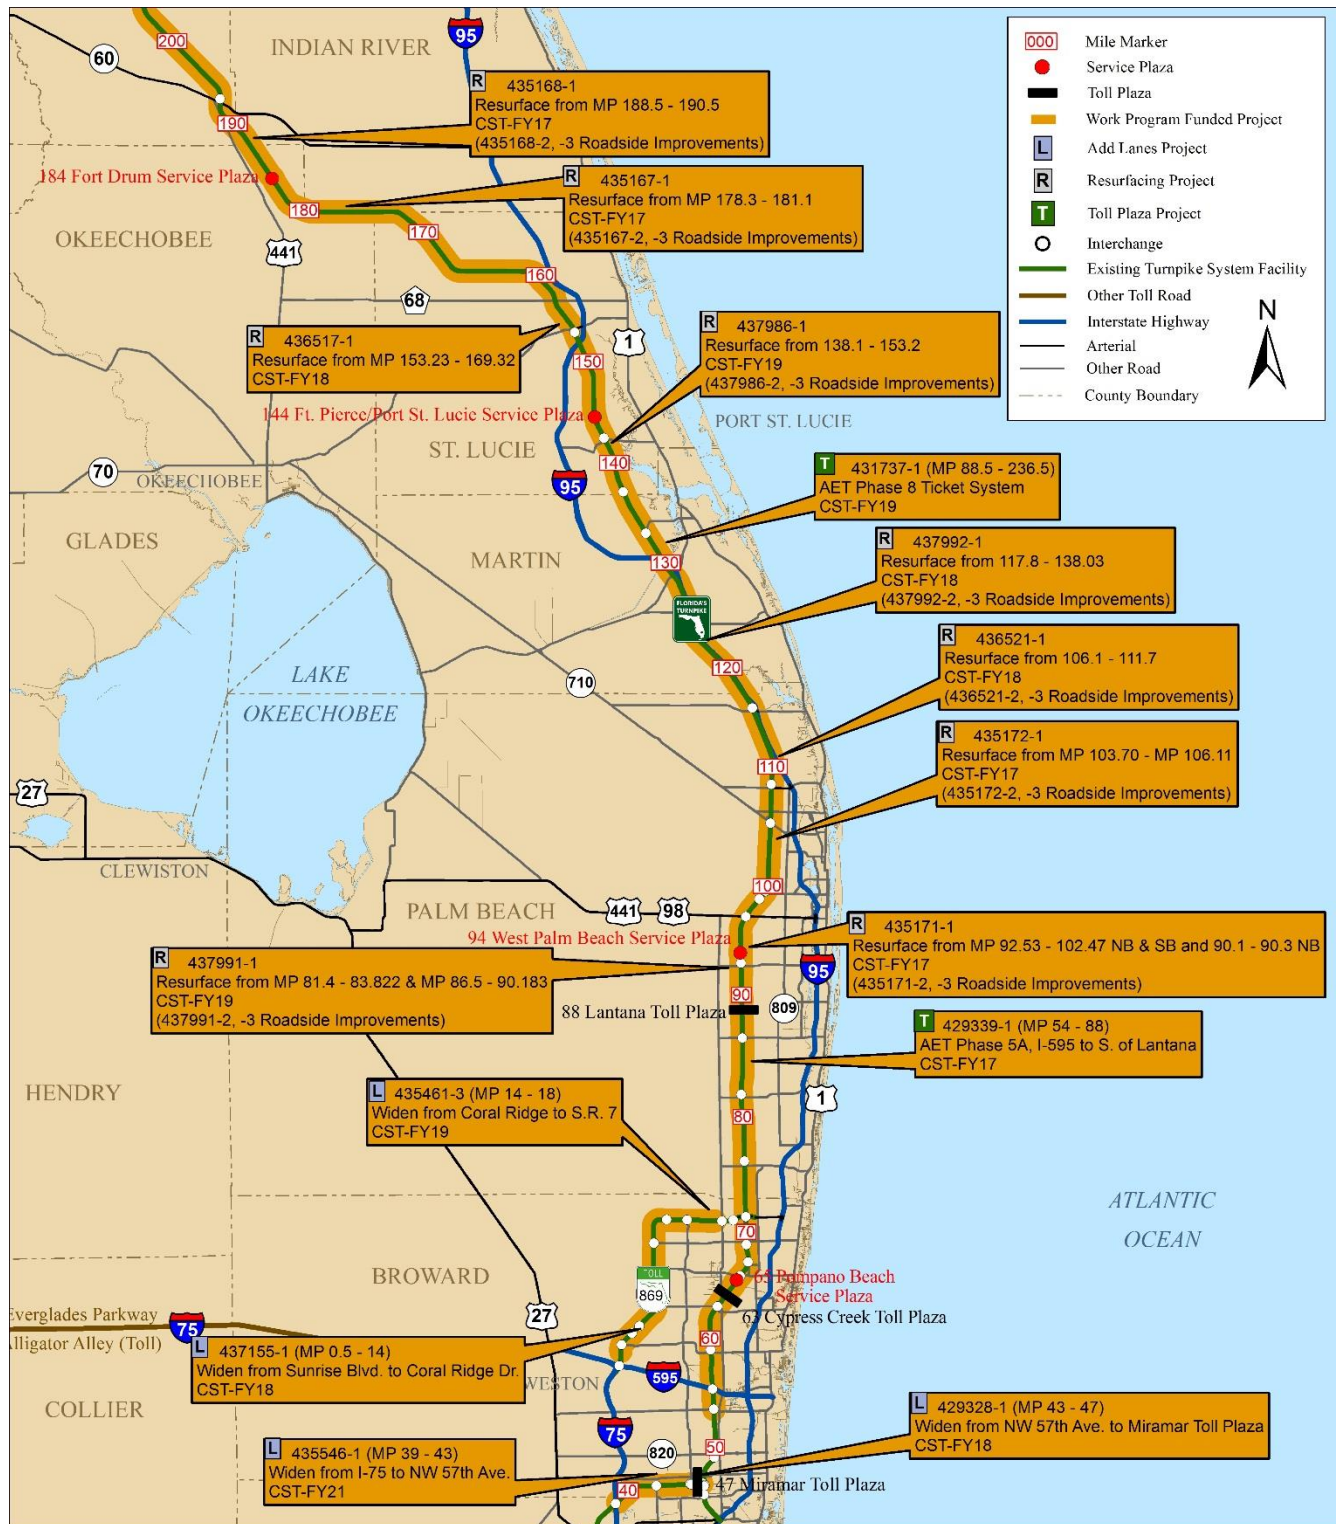 200
INDIAN RIVER
95
60
000 Mile Marker
Service Plaza
Toll Plaza
Work Program Funded Project
L Add Lanes Project
R Resurfacing Project
T Toll Plaza Project
Interchange
Existing Turnpike System Facility
Other Toll Road
Interstate Highway
Arterial
Other Road
County Boundary
N
R 435168-1
Resurface from MP 188.5 - 190.5
CST-FY17
(435168-2, -3 Roadside Improvements)
190
184 Fort Drum Service Plaza
R 435167-1
Resurface from MP 178.3 - 181.1
CST-FY17
(435167-2, -3 Roadside Improvements)
180
170
OKEECHOBEE
441
160
68
R 436517-1
Resurface from MP 153.23 - 169.32
CST-FY18
1
R 437986-1
Resurface from 138.1 - 153.2
CST-FY19
(437986-2, -3 Roadside Improvements)
150
144 Ft. Pierce/Port St. Lucie Service Plaza
PORT ST. LUCIE
ST. LUCIE
140
70
OKEECHOBEE
95
T 431737-1 (MP 88.5 - 236.5)
AET Phase 8 Ticket System
CST-FY19
GLADES
MARTIN
130
R 437992-1
Resurface from 117.8 - 138.03
CST-FY18
(437992-2, -3 Roadside Improvements)
FLORIDA'S
TURNPIKE
R 436521-1
Resurface from 106.1 - 111.7
CST-FY18
(436521-2, -3 Roadside Improvements)
120
710
LAKE
OKEECHOBEE
R 435172-1
Resurface from MP 103.70 - MP 106.11
CST-FY17
(435172-2, -3 Roadside Improvements)
110
27
CLEWISTON
100
PALM BEACH
441
98
94 West Palm Beach Service Plaza
R 435171-1
Resurface from MP 92.53 - 102.47 NB & SB and 90.1 - 90.3 NB
CST-FY17
(435171-2, -3 Roadside Improvements)
95
R 437991-1
Resurface from MP 81.4 - 83.822 & MP 86.5 - 90.183
CST-FY19
(437991-2, -3 Roadside Improvements)
90
88 Lantana Toll Plaza
809
T 429339-1 (MP 54 - 88)
AET Phase 5A, I-595 to S. of Lantana
CST-FY17
HENDRY
L 435461-3 (MP 14 - 18)
Widen from Coral Ridge to S.R. 7
CST-FY19
1
80
ATLANTIC
OCEAN
70
BROWARD
TOLL
869
65 Pompano Beach
Service Plaza
63 Cypress Creek Toll Plaza
Everglades Parkway
Alligator Alley (Toll)
75
27
60
L 437155-1 (MP 0.5 - 14)
Widen from Sunrise Blvd. to Coral Ridge Dr.
CST-FY18
WESTON
595
COLLIER
L 429328-1 (MP 43 - 47)
Widen from NW 57th Ave. to Miramar Toll Plaza
CST-FY18
75
L 435546-1 (MP 39 - 43)
Widen from I-75 to NW 57th Ave.
CST-FY21
820
50
40
47 Miramar Toll Plaza